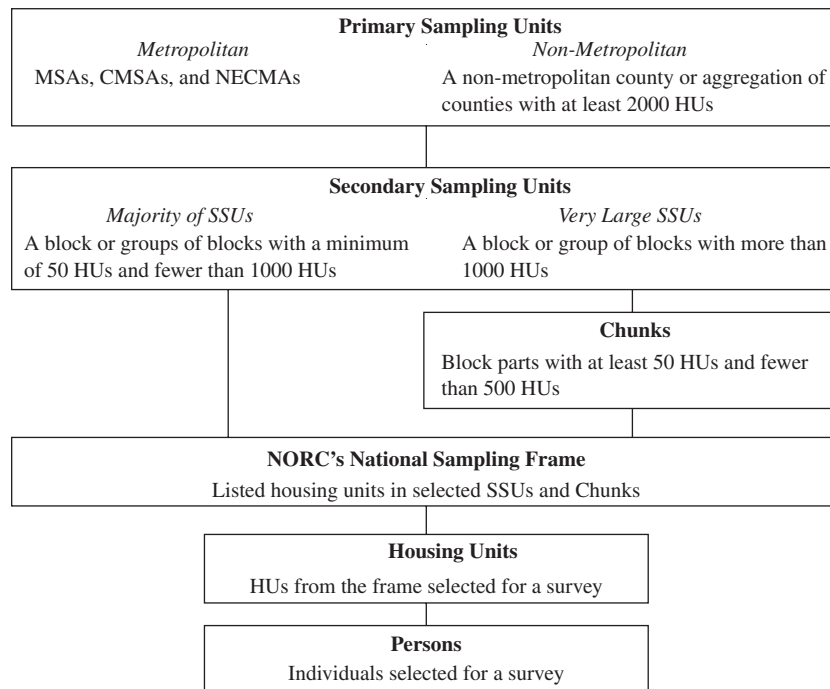 Primary Sampling Units
Metropolitan
Non-Metropolitan
MSAs, CMSAs, and NECMAs
A non-metropolitan county or aggregation of
counties with at least 2000 HUs
Secondary Sampling Units
Majority of SSUs
A block or groups of blocks with a minimum
of 50 HUs and fewer than 1000 HUs
Very Large SSUs
A block or group of blocks with more than
1000 HUs
Chunks
Block parts with at least 50 HUs and fewer
than 500 HUs
NORC's National Sampling Frame
Listed housing units in selected SSUs and Chunks
Housing Units
HUs from the frame selected for a survey
Persons
Individuals selected for a survey